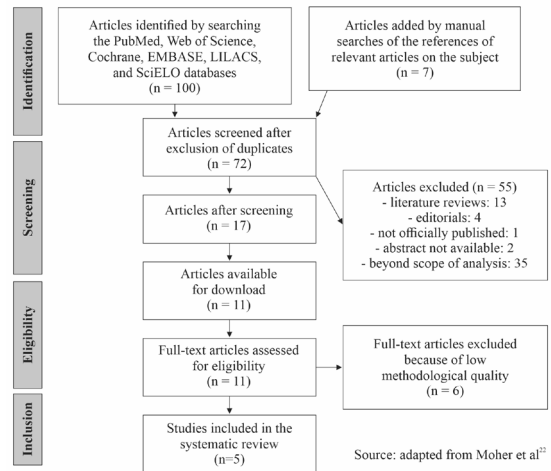 Identification
Articles identified by searching
the PubMed, Web of Science,
Cochrane, EMBASE, LILACS,
and SciELO databases
(n = 100)
Articles added by manual
searches of the references of
relevant articles on the subject
(n = 7)
Articles screened after
exclusion of duplicates
(n = 72)
Screening
Articles excluded (n = 55)
- literature reviews: 13
- editorials: 4
- not officially published: 1
- abstract not available: 2
- beyond scope of analysis: 35
Articles after screening
(n = 17)
Articles available
for download
(n = 11)
Eligibility
Full-text articles assessed
for eligibility
(n = 11)
Full-text articles excluded
because of low
methodological quality
(n = 6)
Inclusion
Studies included in the
systematic review
(n=5)
Source: adapted from Moher et al22